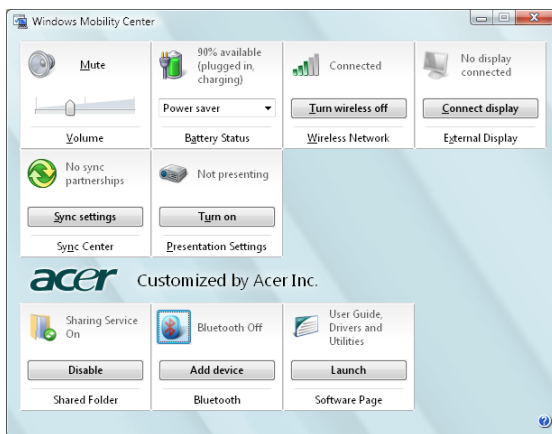 Windows Mobility Center
Mute
Volume
90% available
(plugged in,
charging)
Power saver
Battery Status
Connected
Turn wireless off
Wireless Network
No display
connected
Connect display
External Display
No sync
partnerships
Sync settings
Sync Center
Not presenting
Turn on
Presentation Settings
acer Customized by Acer Inc.
Sharing Service
On
Disable
Shared Folder
Bluetooth Off
Add device
Bluetooth
User Guide,
Drivers and
Utilities
Launch
Software Page